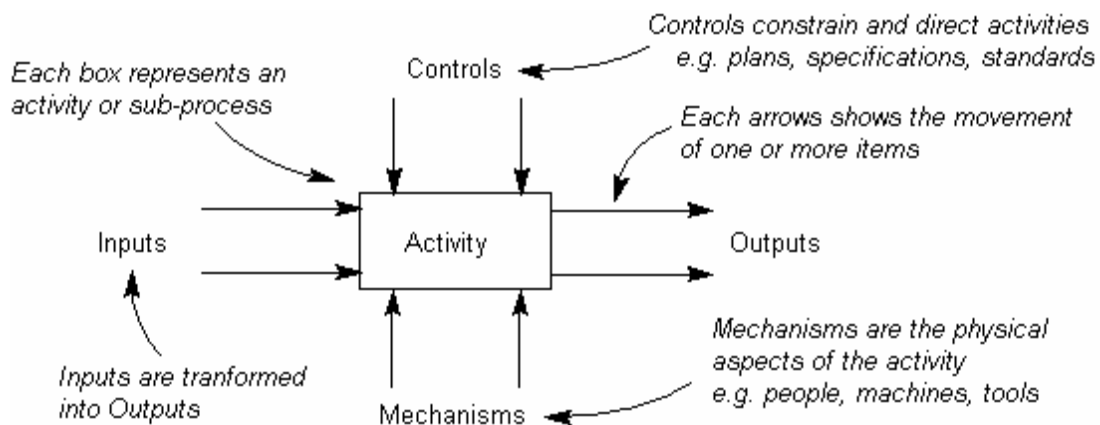 Controls constrain and direct activities
e.g. plans, specifications, standards
Each box represents an
activity or sub-process
Controls
Each arrows shows the movement
of one or more items
Inputs
Activity
Outputs
Inputs are tranformed
into Outputs
Mechanisms
Mechanisms are the physical
aspects of the activity
e.g. people, machines, tools